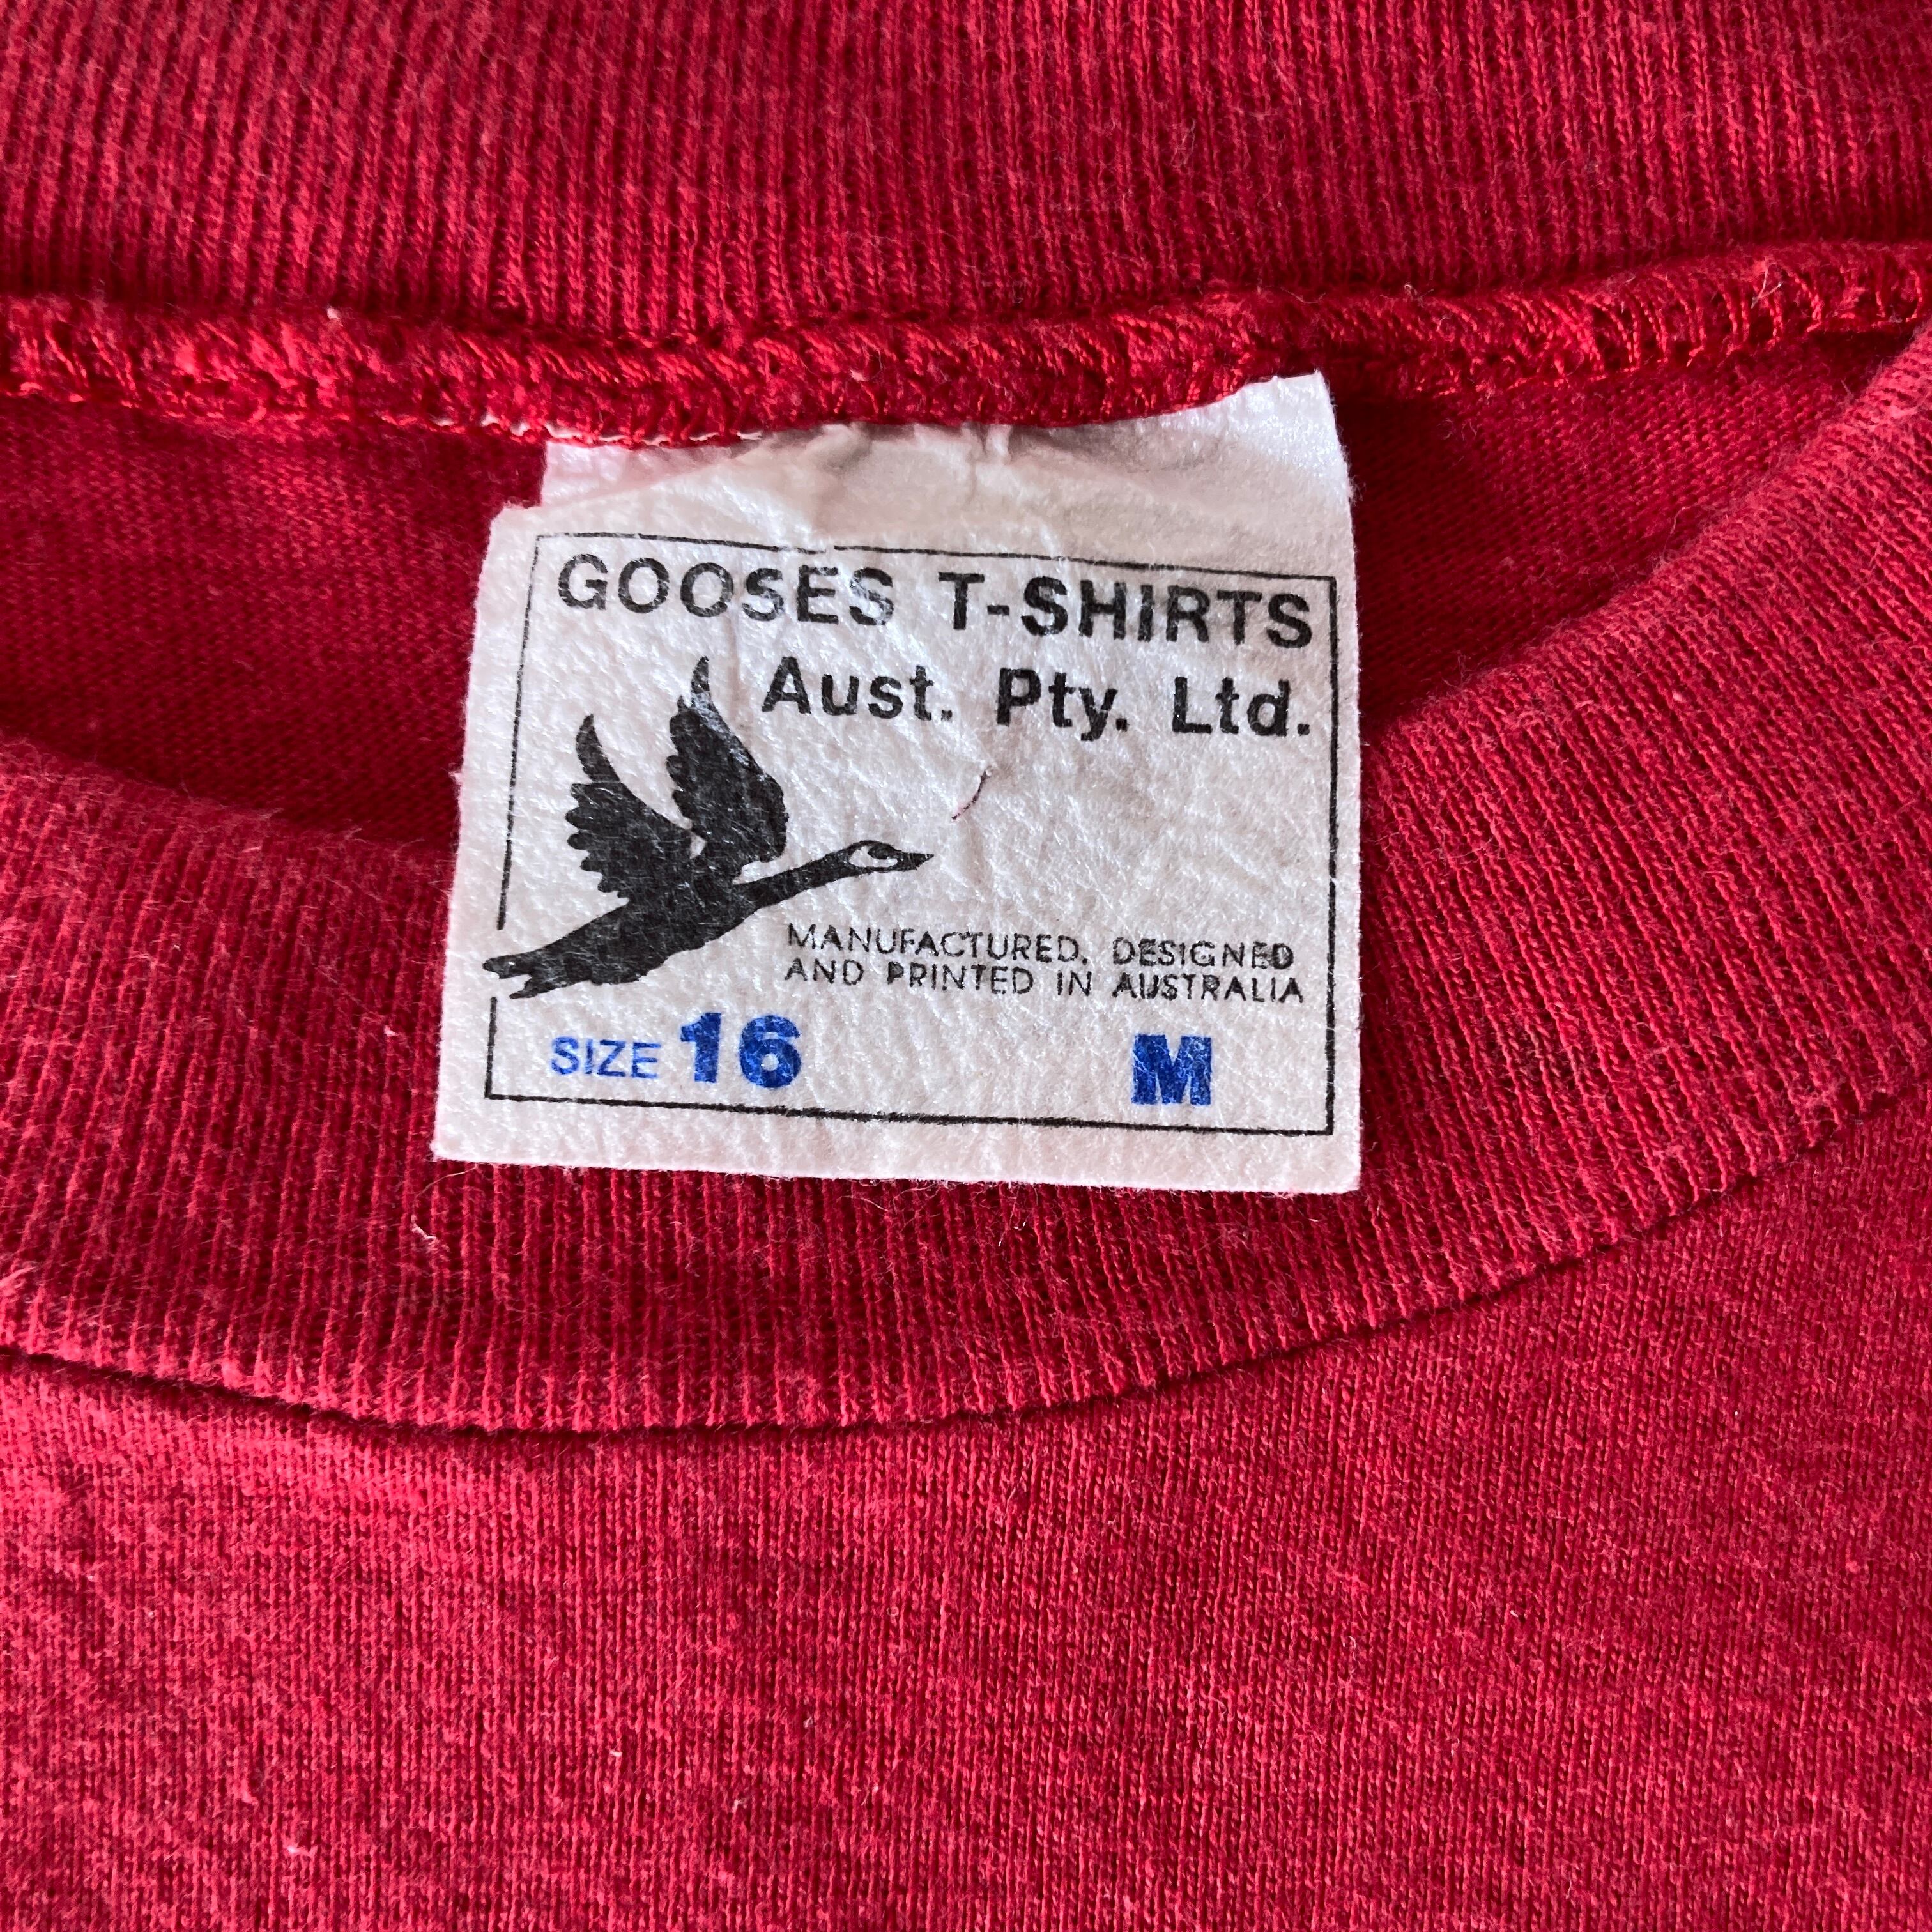 GOOSES T-SHIRTS
Aust. Pty. Ltd.
MANUFACTURED, DESIGNED
AND PRINTED IN AUSTRALIA
SIZE 16 M